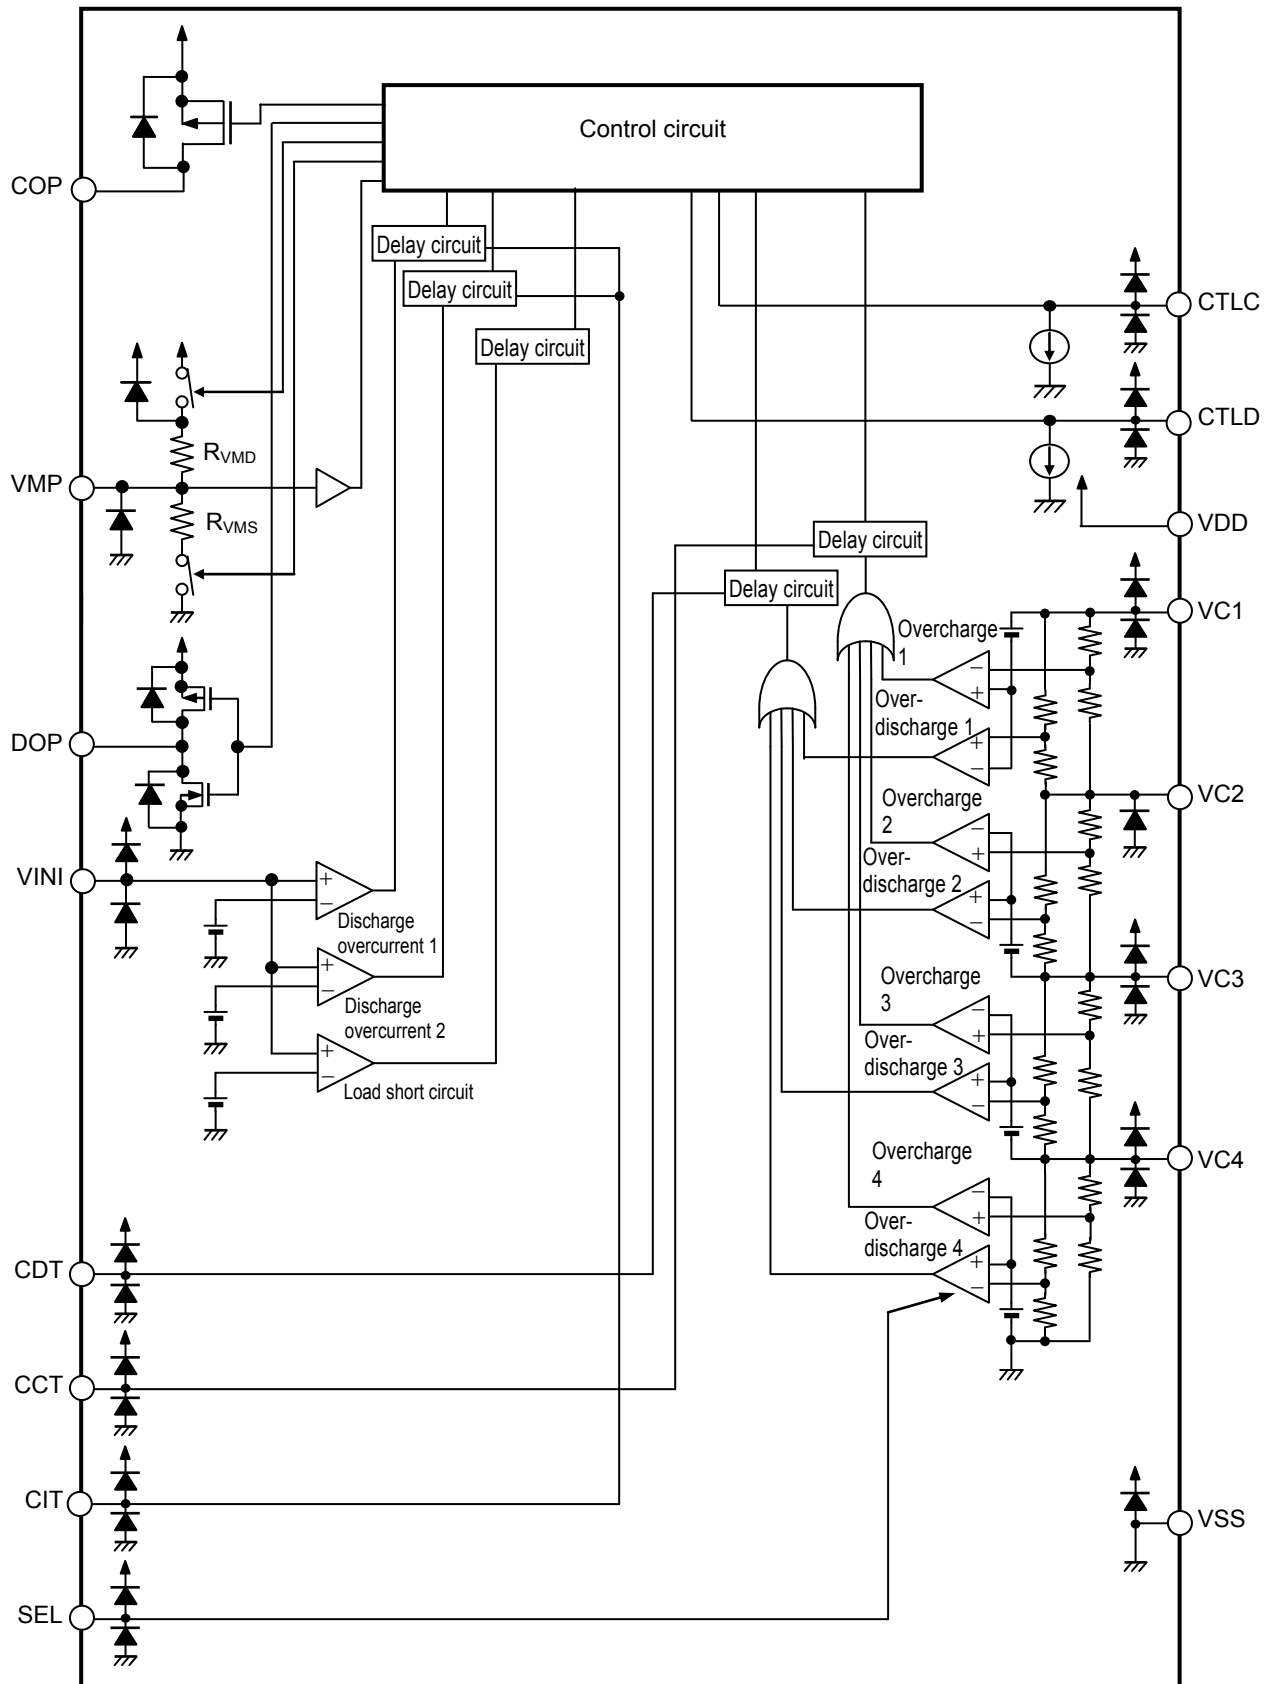 Control circuit
COP
Delay circuit
Delay circuit
Delay circuit
CTLC
CTLD
RVMD
VMP
RVMS
VDD
Delay circuit
Delay circuit
VC1
Overcharge
1
−
+
Over-
discharge 1
+
−
DOP
VC2
Overcharge
2
−
+
Over-
discharge 2
+
−
VINI
+
−
Discharge
overcurrent 1
+
−
Discharge
overcurrent 2
+
−
Load short circuit
VC3
Overcharge
3
−
+
Over-
discharge 3
+
−
VC4
Overcharge
4
−
+
Over-
discharge 4
+
−
CDT
CCT
CIT
VSS
SEL